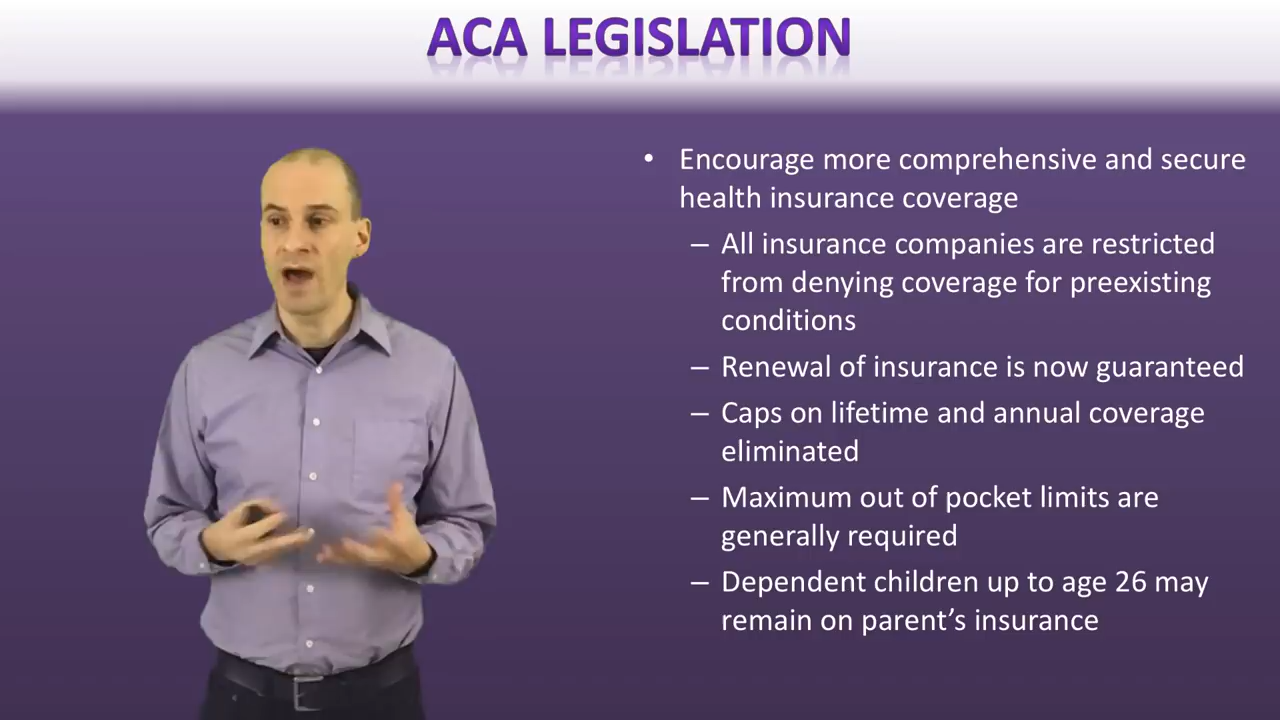 ACA LEGISLATION
• Encourage more comprehensive and secure
health insurance coverage
– All insurance companies are restricted
from denying coverage for preexisting
conditions
– Renewal of insurance is now guaranteed
– Caps on lifetime and annual coverage
eliminated
– Maximum out of pocket limits are
generally required
– Dependent children up to age 26 may
remain on parent’s insurance